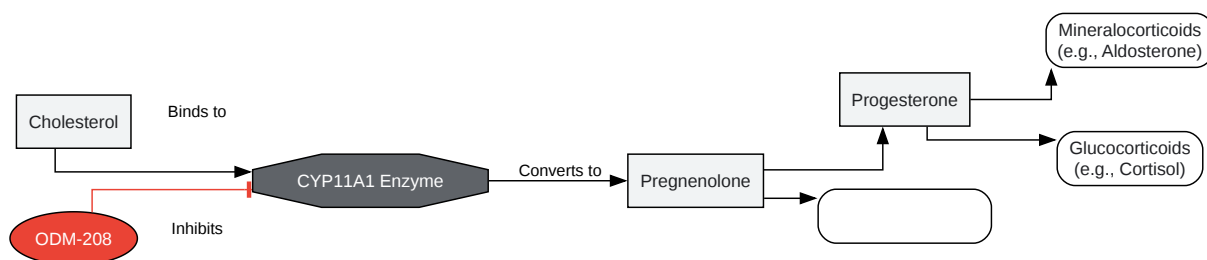 Mineralocorticoids
(e.g., Aldosterone)
Progesterone
Cholesterol
Binds to
Glucocorticoids
(e.g., Cortisol)
CYP11A1 Enzyme
Converts to
Pregnenolone
Inhibits
ODM-208